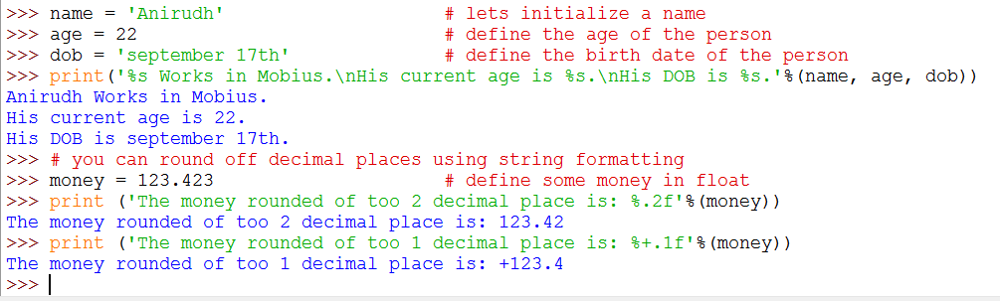 >>> name = 'Anirudh' # lets initialize a name
>>> age = 22 # define the age of the person
>>> dob = 'september 17th' # define the birth date of the person
>>> print('%s Works in Mobius.\nHis current age is %s.\nHis DOB is %s.'%(name, age, dob))
Anirudh Works in Mobius.
His current age is 22.
His DOB is september 17th.
>>> # you can round off decimal places using string formatting
>>> money = 123.423 # define some money in float
>>> print ('The money rounded of too 2 decimal place is: %.2f'%(money))
The money rounded of too 2 decimal place is: 123.42
>>> print ('The money rounded of too 1 decimal place is: %+.1f'%(money))
The money rounded of too 1 decimal place is: +123.4
>>>